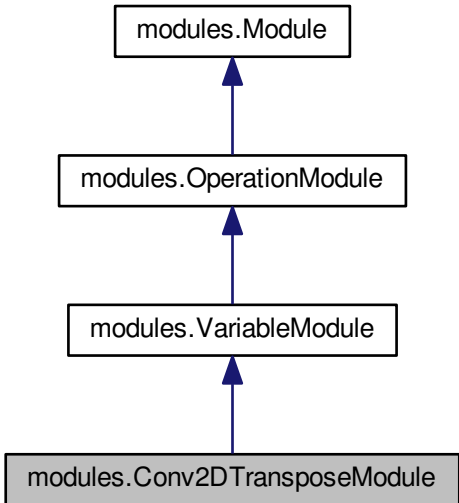 modules.Module
modules.OperationModule
modules.VariableModule
modules.Conv2DTransposeModule